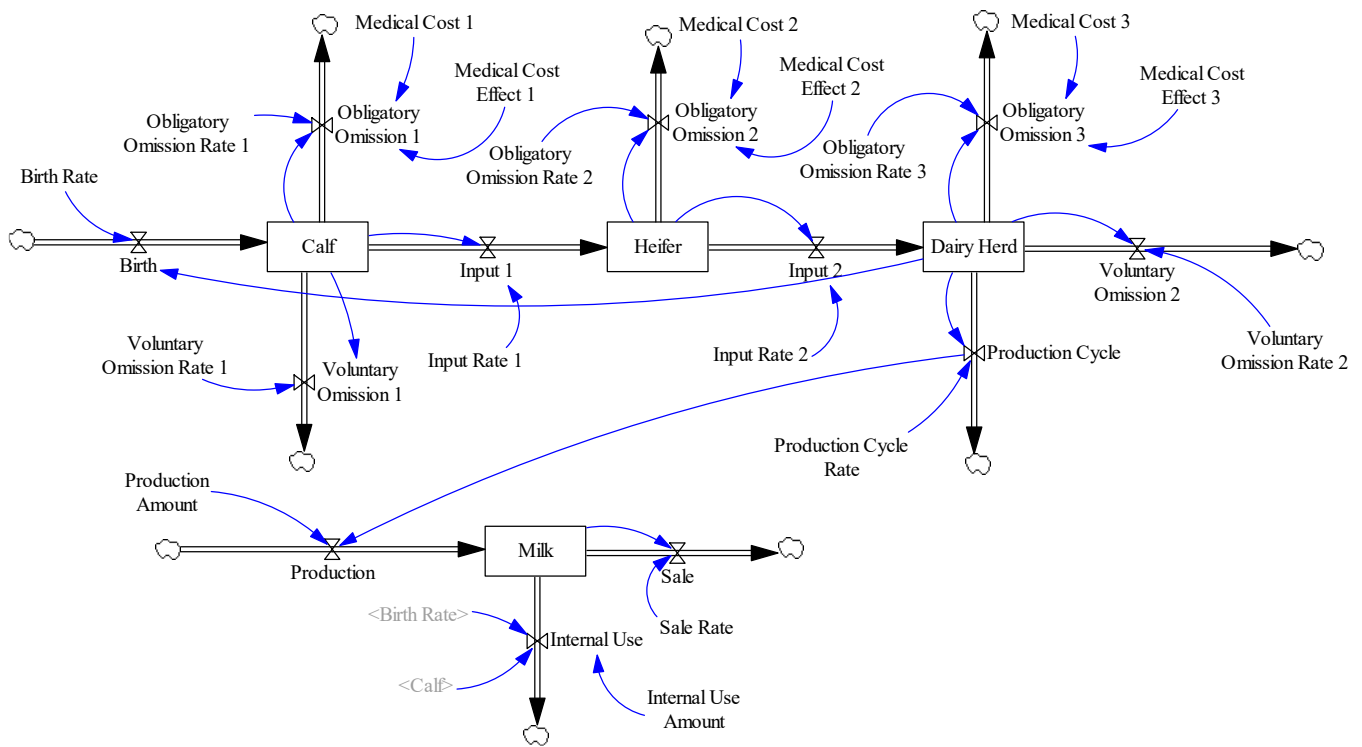 Medical Cost 1
Medical Cost 2
Medical Cost 3
Medical Cost
Effect 1
Medical Cost
Effect 2
Medical Cost
Effect 3
Obligatory
Omission Rate 1
Obligatory
Omission 1
Obligatory
Omission Rate 2
Obligatory
Omission 2
Obligatory
Omission Rate 3
Obligatory
Omission 3
Birth Rate
Birth
Calf
Input 1
Heifer
Input 2
Dairy Herd
Voluntary
Omission 2
Voluntary
Omission Rate 1
Voluntary
Omission 1
Input Rate 1
Input Rate 2
Production Cycle
Voluntary
Omission Rate 2
Production Cycle
Rate
Production
Amount
Production
Milk
Sale
<Birth Rate>
Internal Use
Sale Rate
<Calf>
Internal Use
Amount